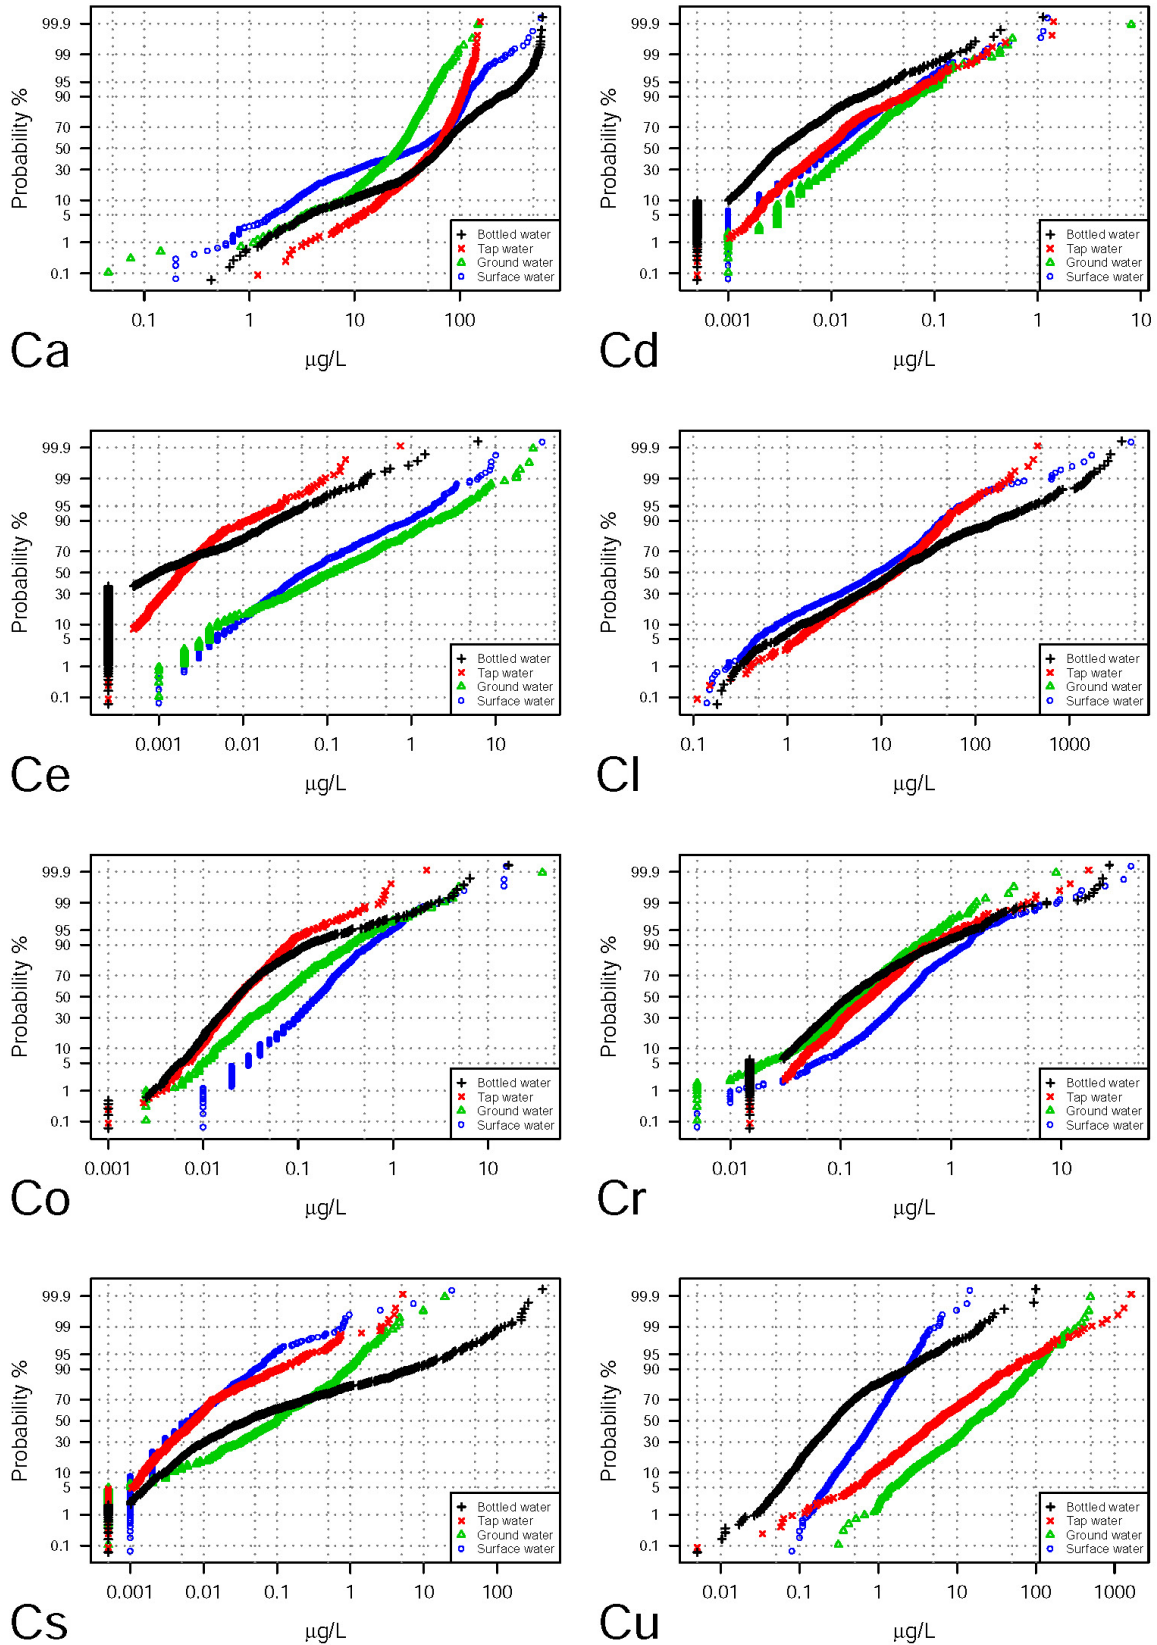 Probability %
99.9
99
95
90
70
50
30
10
5
1
0.1
Bottled water
Tap water
Ground water
Surface water
0.1 1 10 100
Ca
µg/L
Probability %
99.9
99
95
90
70
50
30
10
5
1
0.1
Bottled water
Tap water
Ground water
Surface water
0.001 0.01 0.1 1 10
Cd
µg/L
Probability %
99.9
99
95
90
70
50
30
10
5
1
0.1
Bottled water
Tap water
Ground water
Surface water
0.001 0.01 0.1 1 10
Ce
µg/L
Probability %
99.9
99
95
90
70
50
30
10
5
1
0.1
Bottled water
Tap water
Ground water
Surface water
0.1 1 10 100 1000
Cl
µg/L
Probability %
99.9
99
95
90
70
50
30
10
5
1
0.1
Bottled water
Tap water
Ground water
Surface water
0.001 0.01 0.1 1 10
Co
µg/L
Probability %
99.9
99
95
90
70
50
30
10
5
1
0.1
Bottled water
Tap water
Ground water
Surface water
0.01 0.1 1 10
Cr
µg/L
Probability %
99.9
99
95
90
70
50
30
10
5
1
0.1
Bottled water
Tap water
Ground water
Surface water
0.001 0.01 0.1 1 10 100
Cs
µg/L
Probability %
99.9
99
95
90
70
50
30
10
5
1
0.1
Bottled water
Tap water
Ground water
Surface water
0.01 0.1 1 10 100 1000
Cu
µg/L